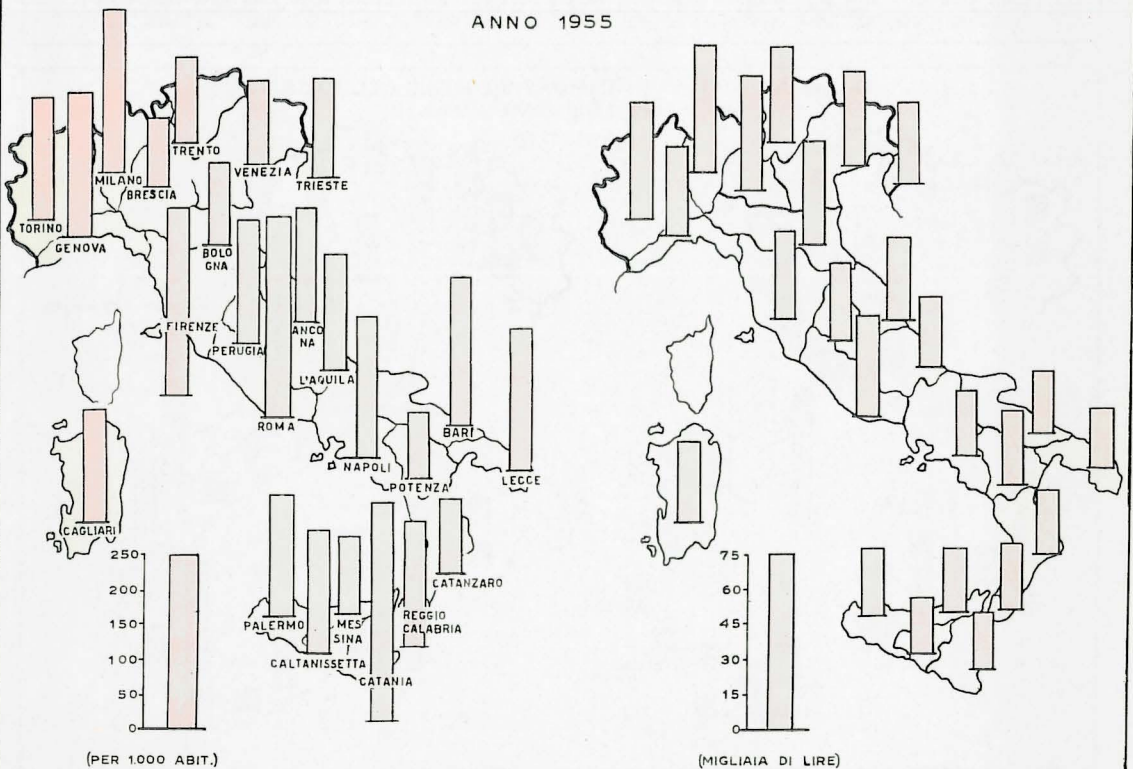 ANNO 1955
TRENTO
MILANO
BRESCIA
VENEZIA
TRIESTE
TORINO
GENOVA
BOLO
GNA
FIRENZE
PERUGIA
ANCO
NA
L'AQUILA
ROMA
BARI
NAPOLI
POTENZA
LECCE
CAGLIARI
CATANZARO
PALERMO
MES
SINA
REGGIO
CALABRIA
CALTANISSETTA
CATANIA
250
200
150
100
50
0
(PER 1.000 ABIT.)
75
60
45
30
15
0
(MIGLIAIA DI LIRE)